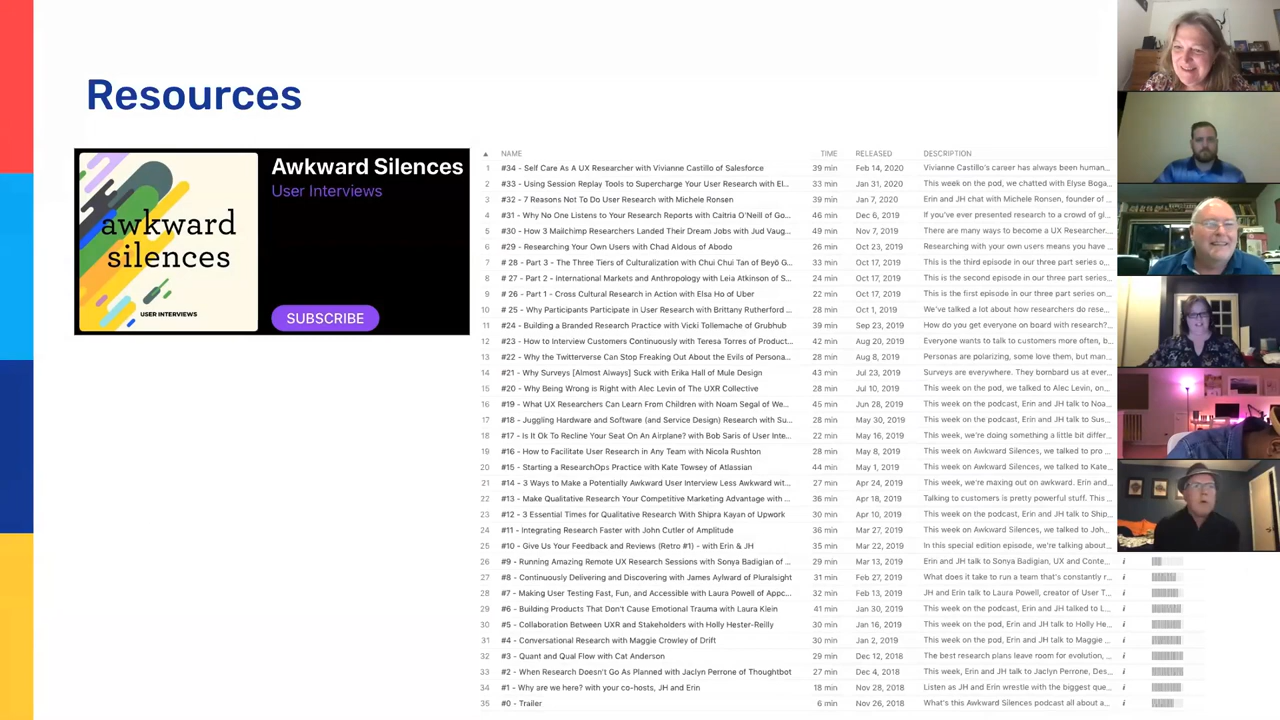 Resources
awkward
silences
USER INTERVIEWS
Awkward Silences
User Interviews
SUBSCRIBE
▲ NAME TIME RELEASED DESCRIPTION
1 #34 - Self Care As A UX Researcher with Vivianne Castillo of Salesforce 39 min Feb 14, 2020 Vivianne Castillo's career has always been human...
2 #33 - Using Session Replay Tools to Supercharge Your User Research with El... 33 min Jan 31, 2020 This week on the pod, we chatted with Elyse Boga...
3 #32 - 7 Reasons Not To Do User Research with Michele Ronsen 39 min Jan 7, 2020 Erin and JH chat with Michele Ronsen, founder of ...
4 #31 - Why No One Listens to Your Research Reports with Caitria O'Neill of Go... 46 min Dec 6, 2019 If you've ever presented research to a crowd of gl...
5 #30 - How 3 Mailchimp Researchers Landed Their Dream Jobs with Jud Vaug... 49 min Nov 7, 2019 There are many ways to become a UX Researcher...
6 #29 - Researching Your Own Users with Chad Aldous of Abodo 26 min Oct 23, 2019 Researching with your own users means you have ...
7 # 28 - Part 3 - The Three Tiers of Culturalization with Chui Chui Tan of Beyō G... 33 min Oct 17, 2019 This is the third episode in our three part series o...
8 # 27 - Part 2 - International Markets and Anthropology with Leia Atkinson of S... 24 min Oct 17, 2019 This is the second episode in our three part series...
9 # 26 - Part 1 - Cross Cultural Research in Action with Elsa Ho of Uber 22 min Oct 17, 2019 This is the first episode in our three part series on...
10 # 25 - Why Participants Participate in User Research with Brittany Rutherford ... 28 min Oct 1, 2019 We've talked a lot about how researchers do rese...
11 #24 - Building a Branded Research Practice with Vicki Tollemache of Grubhub 39 min Sep 23, 2019 How do you get everyone on board with research?...
12 #23 - How to Interview Customers Continuously with Teresa Torres of Product... 42 min Aug 20, 2019 Everyone wants to talk to customers more often, b...
13 #22 - Why the Twitterverse Can Stop Freaking Out About the Evils of Persona... 28 min Aug 8, 2019 Personas are polarizing, some love them, but man...
14 #21 - Why Surveys [Almost Always] Suck with Erika Hall of Mule Design 43 min Jul 23, 2019 Surveys are everywhere. They bombard us at ever...
15 #20 - Why Being Wrong is Right with Alec Levin of The UXR Collective 28 min Jul 10, 2019 This week on the pod, we talked to Alec Levin, on...
16 #19 - What UX Researchers Can Learn From Children with Noam Segal of We... 45 min Jun 28, 2019 This week on the podcast, Erin and JH talk to Noa...
17 #18 - Juggling Hardware and Software (and Service Design) Research with Su... 28 min May 30, 2019 This week on the podcast, Erin and JH talk to Sus...
18 #17 - Is It Ok To Recline Your Seat On An Airplane? with Bob Saris of User Inte... 22 min May 16, 2019 This week, we're doing something a little bit differ...
19 #16 - How to Facilitate User Research in Any Team with Nicola Rushton 28 min May 8, 2019 This week on Awkward Silences, we talked to pro ...
20 #15 - Starting a ResearchOps Practice with Kate Towsey of Atlassian 44 min May 1, 2019 This week on Awkward Silences, we talked to Kate...
21 #14 - 3 Ways to Make a Potentially Awkward User Interview Less Awkward wit... 27 min Apr 24, 2019 This week, we're maxing out on awkward. Erin and...
22 #13 - Make Qualitative Research Your Competitive Marketing Advantage with ... 36 min Apr 18, 2019 Talking to customers is pretty powerful stuff. This ...
23 #12 - 3 Essential Times for Qualitative Research With Shipra Kayan of Upwork 30 min Apr 10, 2019 This week on the podcast, Erin and JH talk to Ship...
24 #11 - Integrating Research Faster with John Cutler of Amplitude 36 min Mar 27, 2019 This week on Awkward Silences, we talked to Joh...
25 #10 - Give Us Your Feedback and Reviews (Retro #1) - with Erin & JH 35 min Mar 22, 2019 In this special edition episode, we're talking about...
26 #9 - Running Amazing Remote UX Research Sessions with Sonya Badigian of ... 29 min Mar 13, 2019 Erin and JH talk to Sonya Badigian, UX and Conte... i
27 #8 - Continuously Delivering and Discovering with James Aylward of Pluralsight 31 min Feb 27, 2019 What does it take to run a team that's constantly r... i
28 #7 - Making User Testing Fast, Fun, and Accessible with Laura Powell of Appc... 32 min Feb 13, 2019 JH and Erin talk to Laura Powell, creator of User T... i
29 #6 - Building Products That Don't Cause Emotional Trauma with Laura Klein 41 min Jan 30, 2019 This week on the podcast, Erin and JH talked to L... i
30 #5 - Collaboration Between UXR and Stakeholders with Holly Hester-Reilly 30 min Jan 16, 2019 This week on the pod, Erin and JH talk to Holly He... i
31 #4 - Conversational Research with Maggie Crowley of Drift 30 min Jan 2, 2019 This week on the pod, Erin and JH talk to Maggie ... i
32 #3 - Quant and Qual Flow with Cat Anderson 29 min Dec 12, 2018 The best research plans leave room for evolution, ... i
33 #2 - When Research Doesn't Go As Planned with Jaclyn Perrone of Thoughtbot 27 min Dec 4, 2018 This week, Erin and JH talk to Jaclyn Perrone, Des... i
34 #1 - Why are we here? with your co-hosts, JH and Erin 18 min Nov 28, 2018 Listen as JH and Erin wrestle with the biggest que... i
35 #0 - Trailer 6 min Nov 26, 2018 What's this Awkward Silences podcast all about a... i